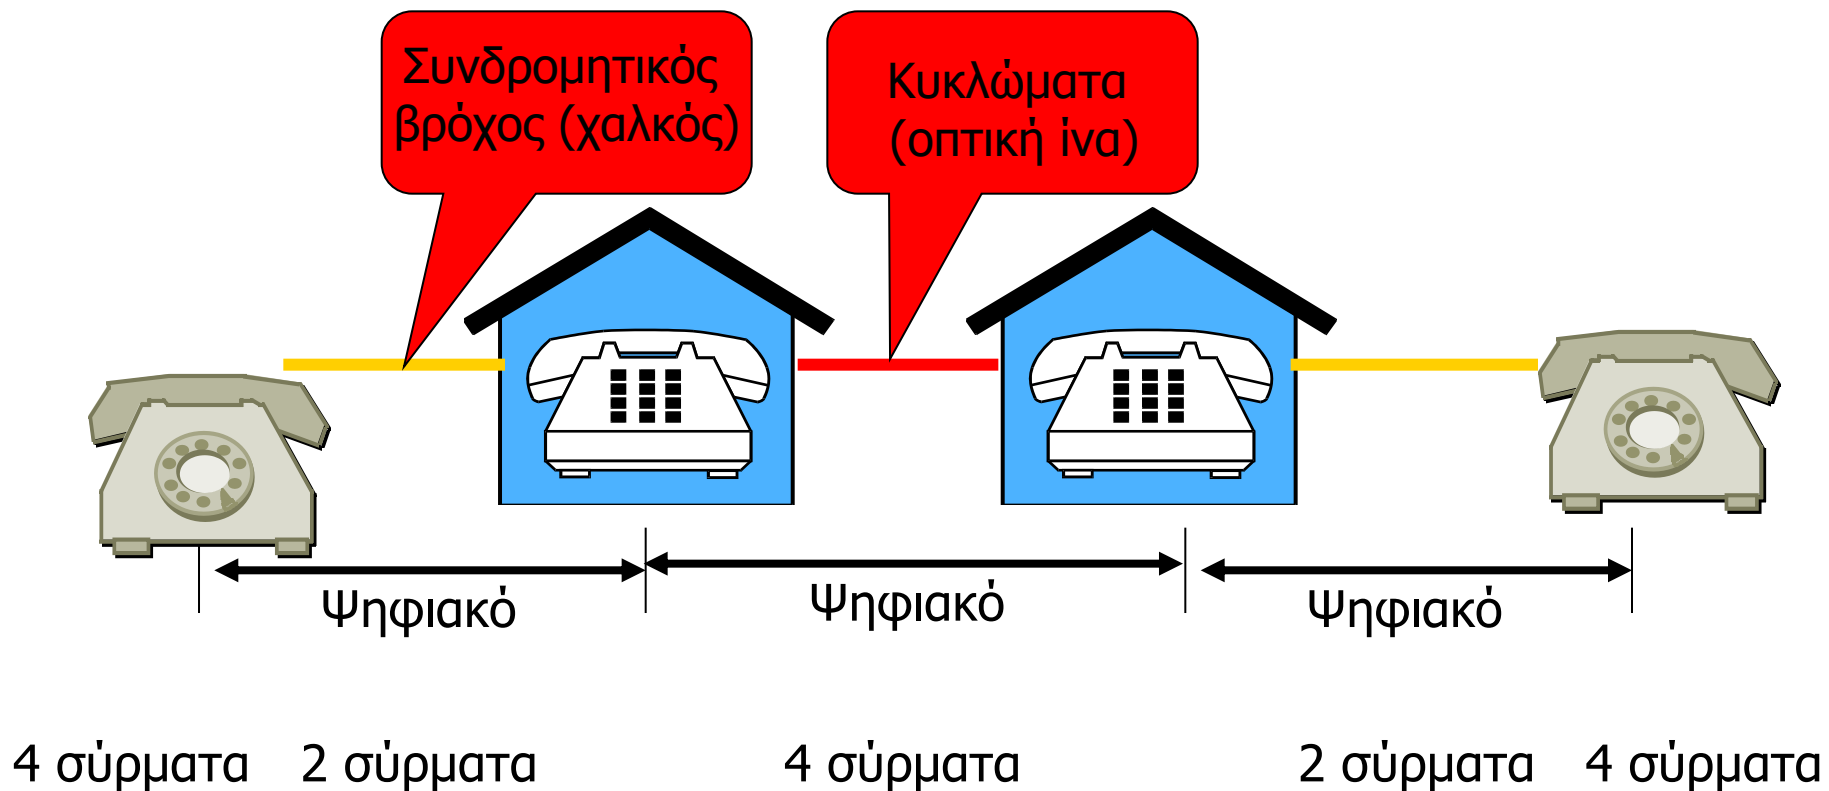 Συνδρομητικός
βρόχος (χαλκός)
Κυκλώματα
(οπτική ίνα)
Ψηφιακό Ψηφιακό Ψηφιακό
4 σύρματα 2 σύρματα 4 σύρματα 2 σύρματα 4 σύρματα